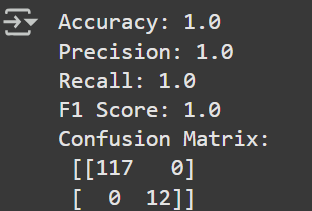 Accuracy: 1.0
Precision: 1.0
Recall: 1.0
F1 Score: 1.0
Confusion Matrix:
[[117   0]
[  0  12]]